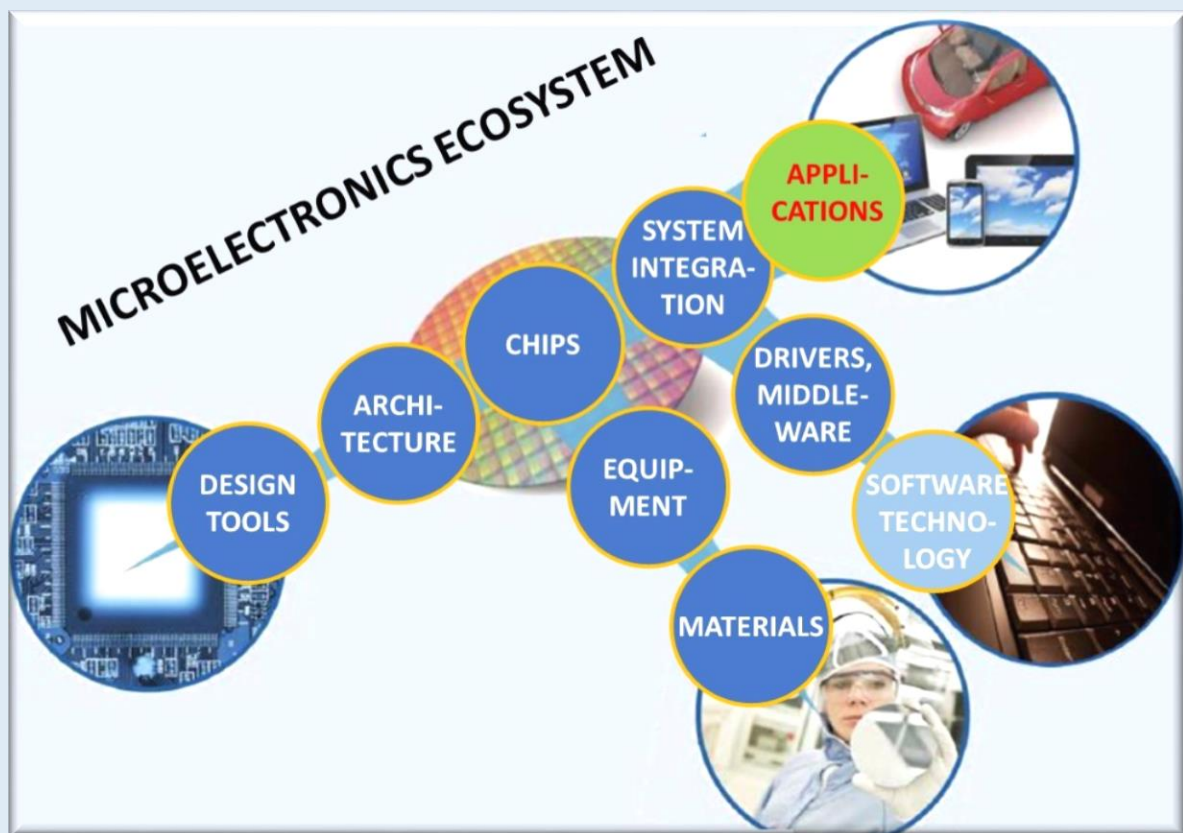 MICROELECTRONICS ECOSYSTEM
APPLI-
CATIONS
SYSTEM
INTEGRA-
TION
CHIPS
DRIVERS,
MIDDLE-
WARE
ARCHI-
TECTURE
EQUIP-
MENT
DESIGN
TOOLS
SOFTWARE
TECHNO-
LOGY
MATERIALS